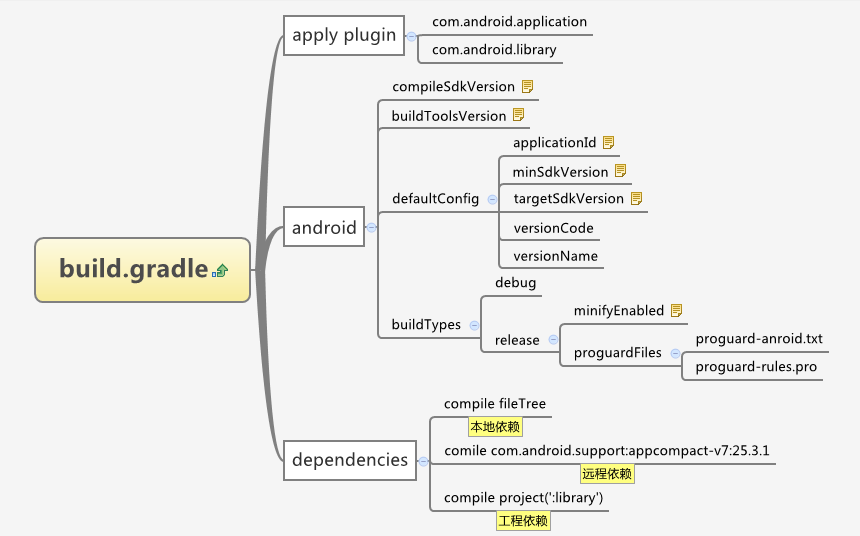 build.gradle
apply plugin
com.android.application
com.android.library
android
compileSdkVersion
buildToolsVersion
defaultConfig
applicationId
minSdkVersion
targetSdkVersion
versionCode
versionName
buildTypes
debug
release
minifyEnabled
proguardFiles
proguard-anroid.txt
proguard-rules.pro
dependencies
compile fileTree
本地依赖
comile com.android.support:appcompact-v7:25.3.1
远程依赖
compile project(':library')
工程依赖